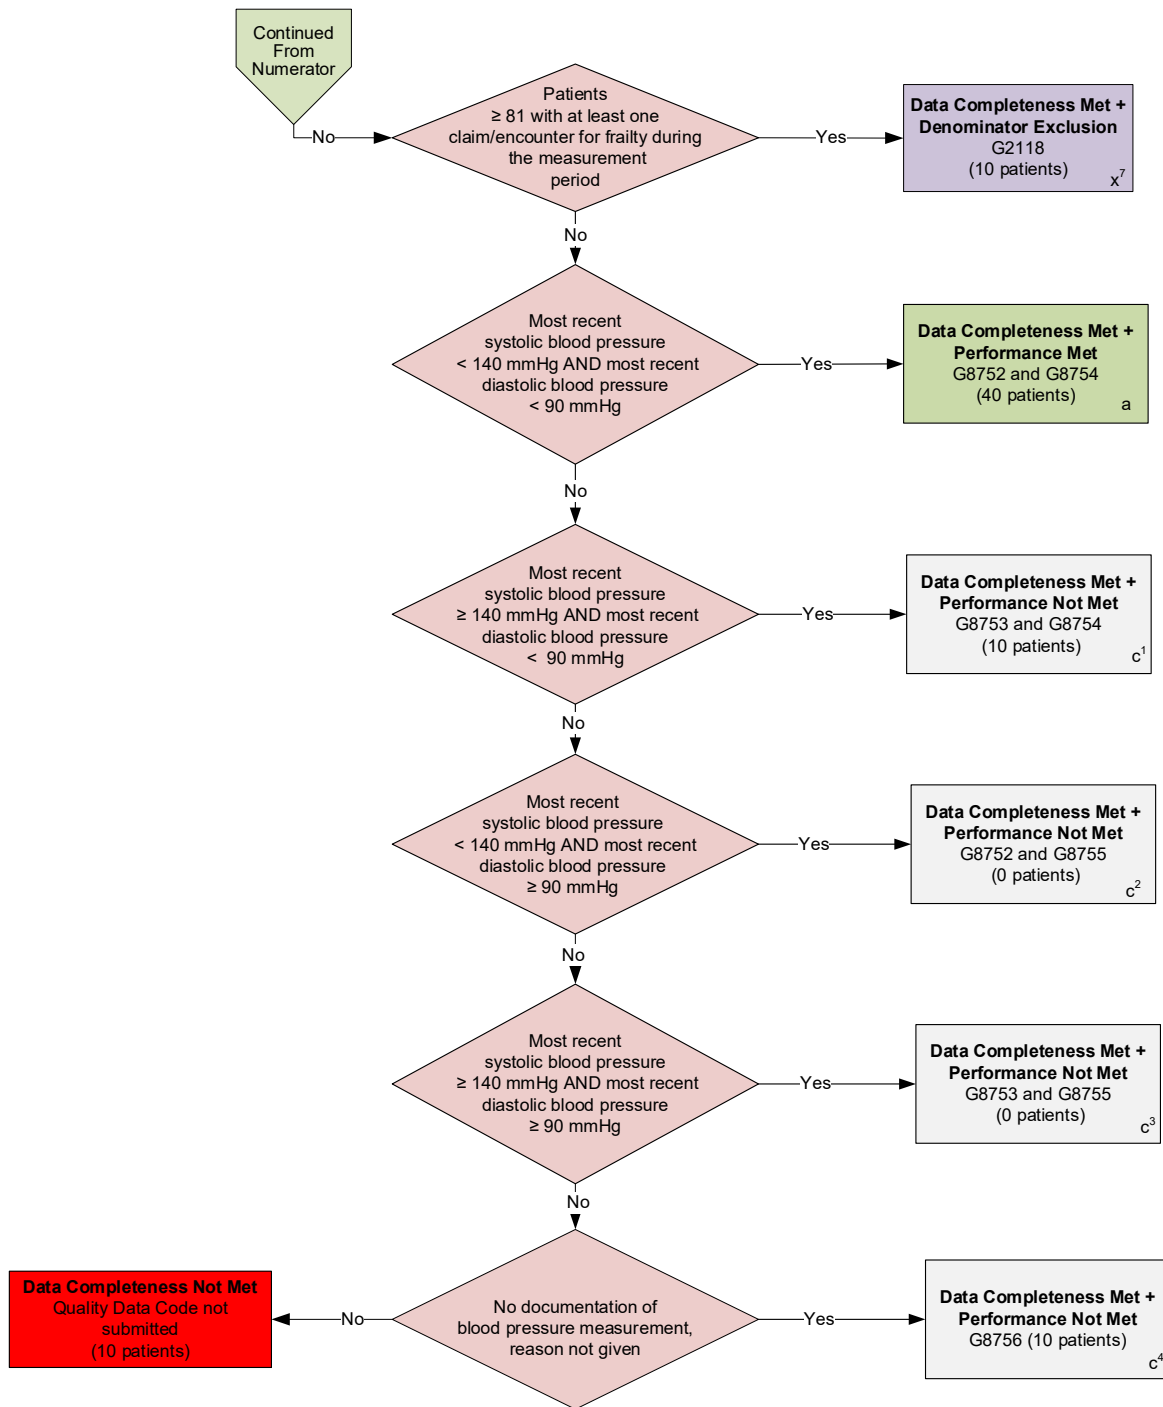 Continued
From
Numerator
No
Patients
≥ 81 with at least one
claim/encounter for frailty during
the measurement
period
Yes
Data Completeness Met +
Denominator Exclusion
G2118
(10 patients)
x⁷
No
Most recent
systolic blood pressure
< 140 mmHg AND most recent
diastolic blood pressure
< 90 mmHg
Yes
Data Completeness Met +
Performance Met
G8752 and G8754
(40 patients)
a
No
Most recent
systolic blood pressure
≥ 140 mmHg AND most recent
diastolic blood pressure
< 90 mmHg
Yes
Data Completeness Met +
Performance Not Met
G8753 and G8754
(10 patients)
c¹
No
Most recent
systolic blood pressure
< 140 mmHg AND most recent
diastolic blood pressure
≥ 90 mmHg
Yes
Data Completeness Met +
Performance Not Met
G8752 and G8755
(0 patients)
c²
No
Most recent
systolic blood pressure
≥ 140 mmHg AND most recent
diastolic blood pressure
≥ 90 mmHg
Yes
Data Completeness Met +
Performance Not Met
G8753 and G8755
(0 patients)
c³
No
Data Completeness Not Met
Quality Data Code not
submitted
(10 patients)
No
No documentation of
blood pressure measurement,
reason not given
Yes
Data Completeness Met +
Performance Not Met
G8756 (10 patients)
c⁴